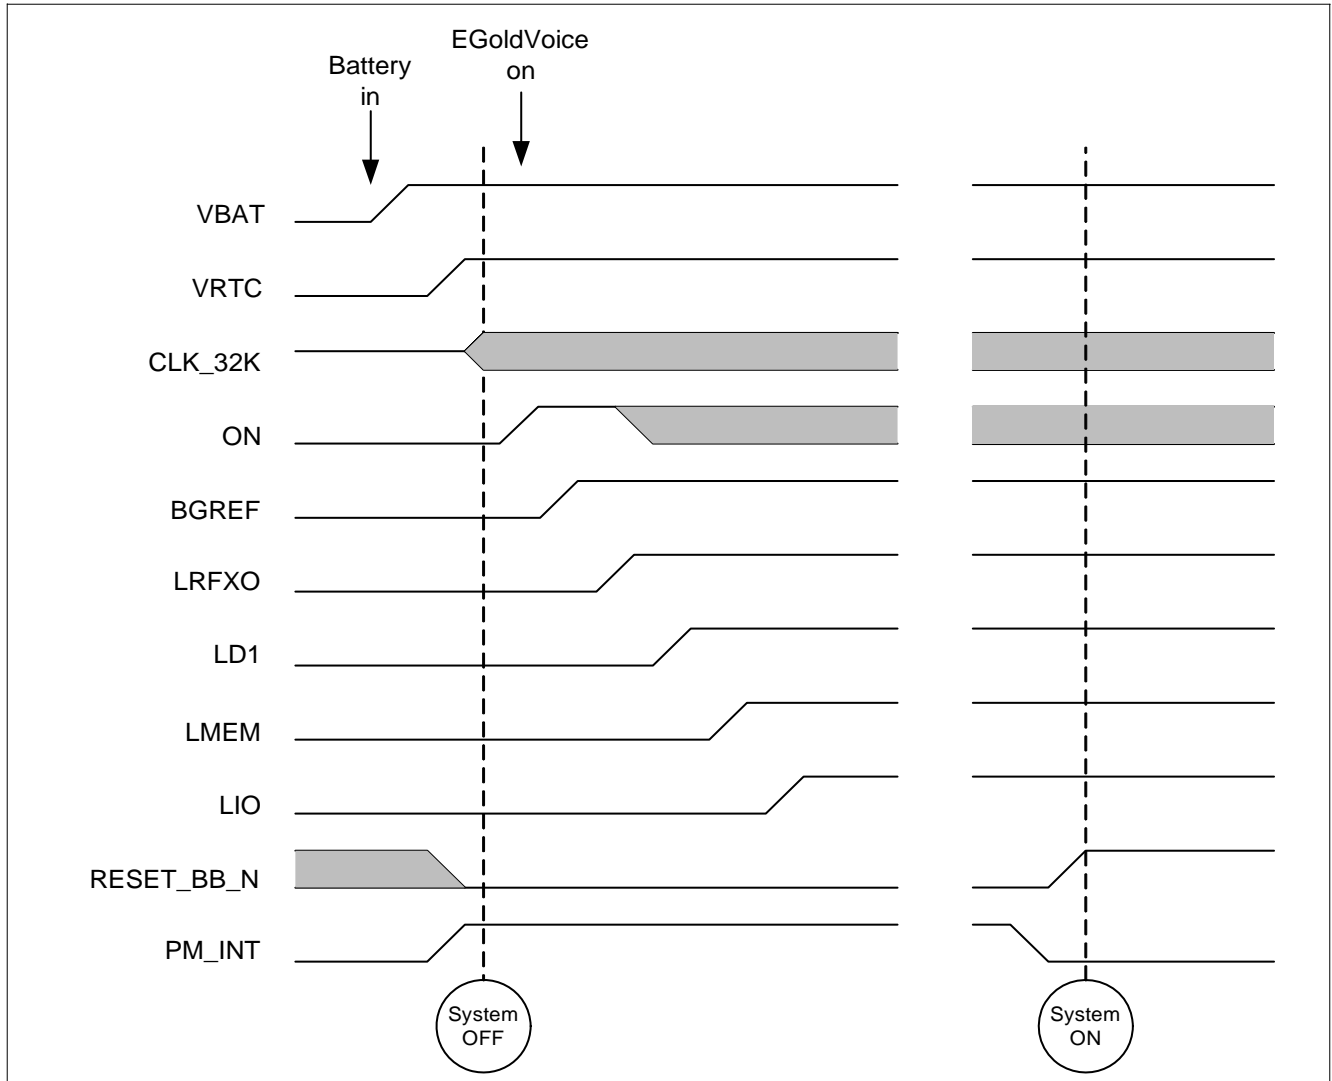 EGoldVoice
on
Battery
in
VBAT
VRTC
CLK_32K
ON
BGREF
LRFXO
LD1
LMEM
LIO
RESET_BB_N
PM_INT
System
OFF
System
ON